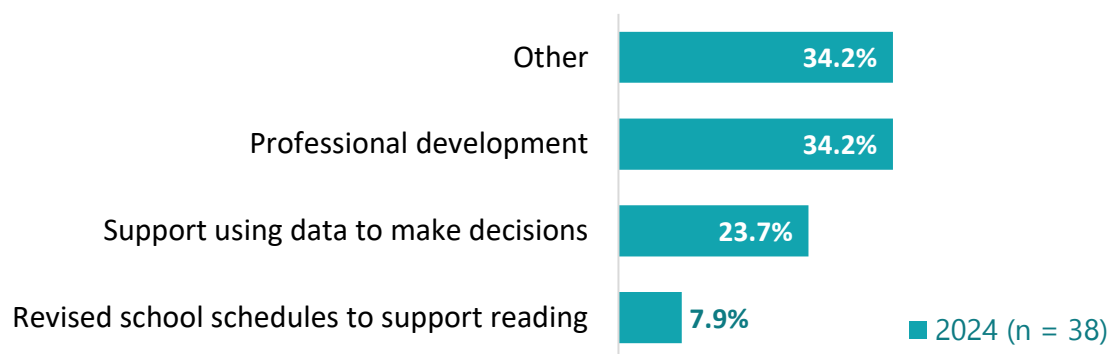 Other 34.2%
Professional development 34.2%
Support using data to make decisions 23.7%
Revised school schedules to support reading 7.9%
2024 (n = 38)